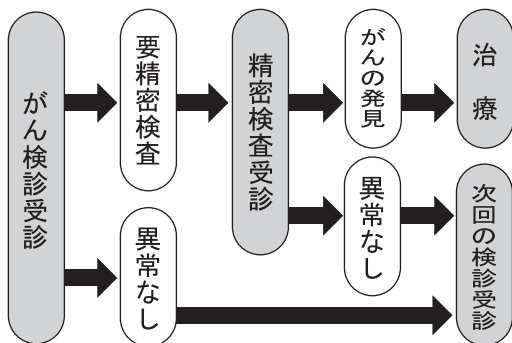 がん検診受診
要精密検査
異常なし
精密検査受診
がんの発見
異常なし
治療
次回の検診受診